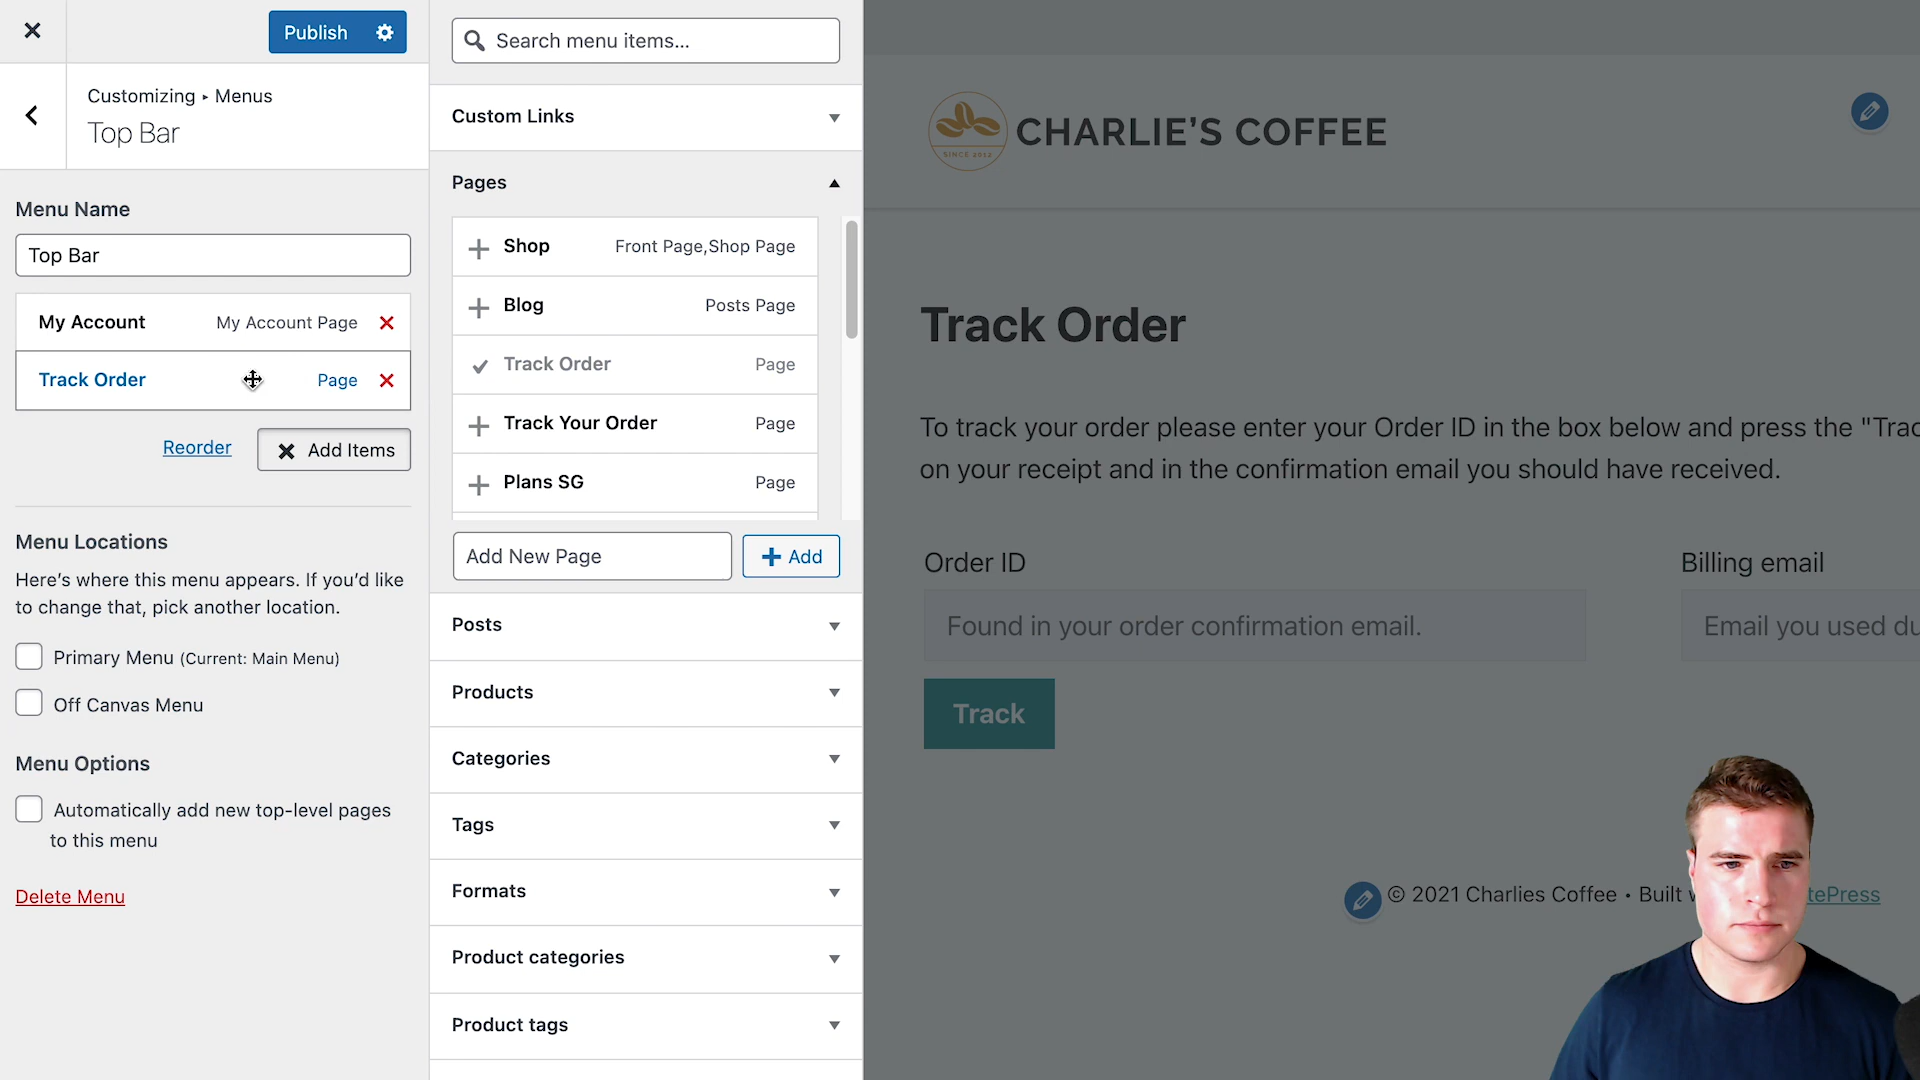 Publish
Customizing ▸ Menus
Top Bar
Menu Name
Top Bar
My Account My Account Page
Track Order Page
Reorder
Add Items
Menu Locations
Here's where this menu appears. If you'd like
to change that, pick another location.
Primary Menu (Current: Main Menu)
Off Canvas Menu
Menu Options
Automatically add new top-level pages
to this menu
Delete Menu
Search menu items...
Custom Links
Pages
Shop Front Page,Shop Page
Blog Posts Page
Track Order Page
Track Your Order Page
Plans SG Page
Add New Page
Add
Posts
Products
Categories
Tags
Formats
Product categories
Product tags
SINCE 2012
CHARLIE'S COFFEE
Track Order
To track your order please enter your Order ID in the box below and press the "Trac
on your receipt and in the confirmation email you should have received.
Order ID
Billing email
Found in your order confirmation email.
Email you used du
Track
© 2021 Charlies Coffee • Built
tePress